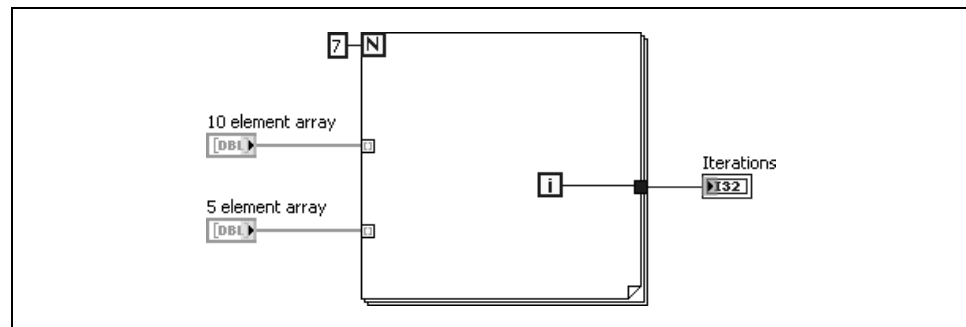 7 N
10 element array
[DBL]
5 element array
[DBL]
i
Iterations
I32